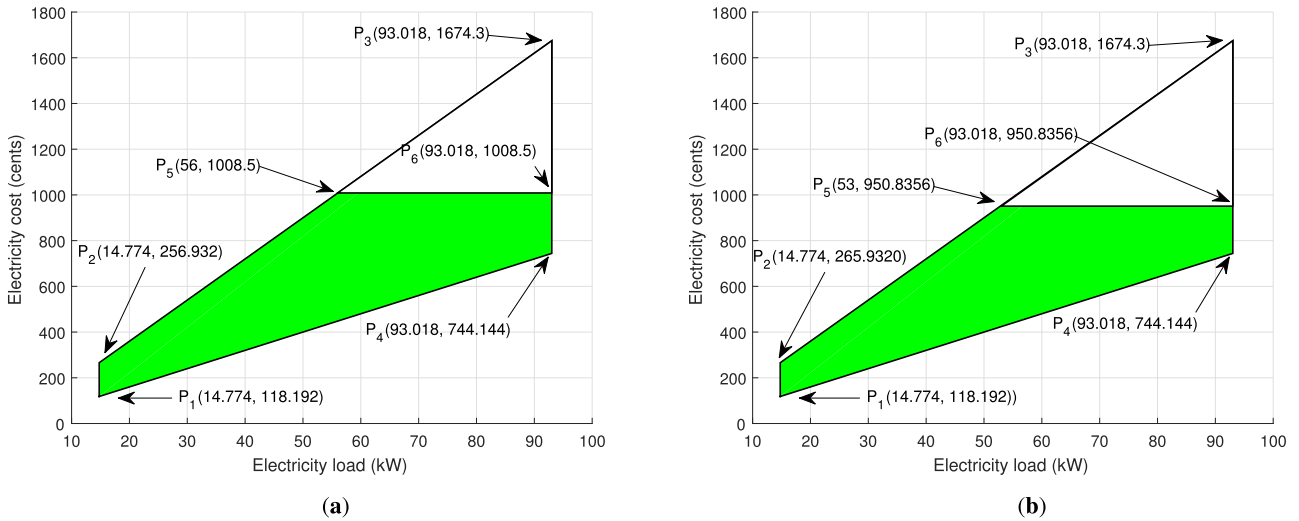 1800
1600
1400
1200
1000
800
600
400
200
0
Electricity cost (cents)
P3(93.018, 1674.3)
P6(93.018, 1008.5)
P5(56, 1008.5)
P2(14.774, 256.932)
P4(93.018, 744.144)
P1(14.774, 118.192)
10 20 30 40 50 60 70 80 90 100
Electricity load (kW)
(a)
1800
1600
1400
1200
1000
800
600
400
200
0
Electricity cost (cents)
P3(93.018, 1674.3)
P6(93.018, 950.8356)
P5(53, 950.8356)
P2(14.774, 265.9320)
P4(93.018, 744.144)
P1(14.774, 118.192))
10 20 30 40 50 60 70 80 90 100
Electricity load (kW)
(b)